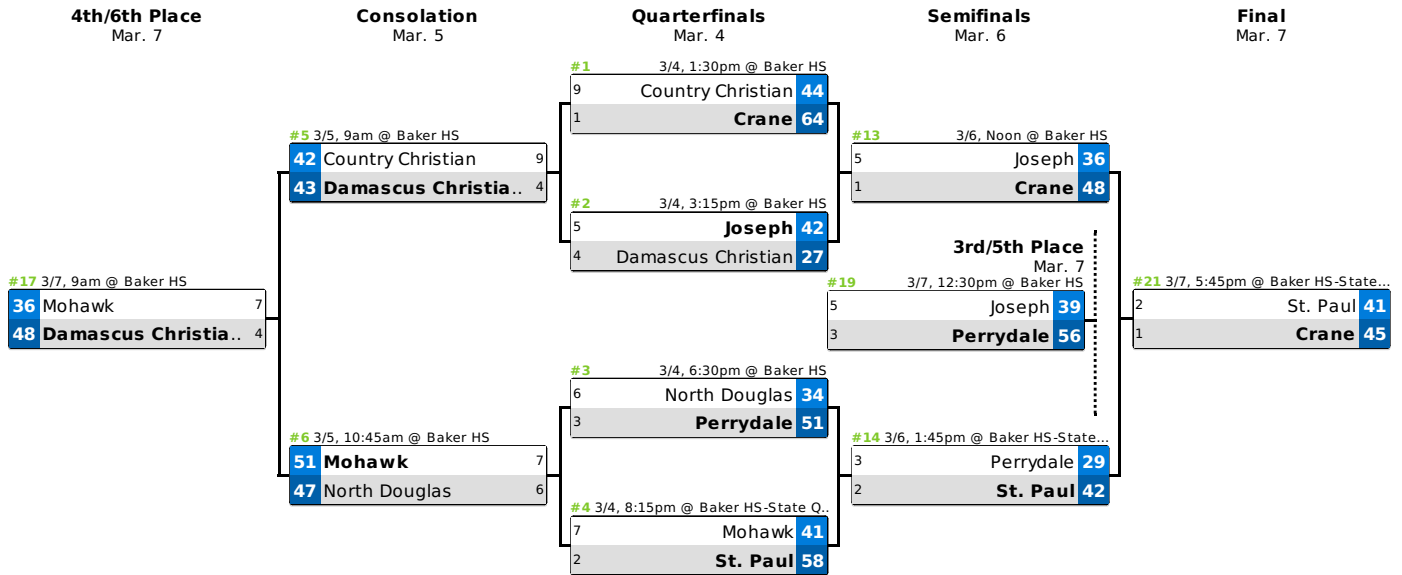 4th/6th Place
Mar. 7
Consolation
Mar. 5
Quarterfinals
Mar. 4
Semifinals
Mar. 6
Final
Mar. 7
#17 3/7, 9am @ Baker HS
36 Mohawk 7
48 Damascus Christia.. 4
#5 3/5, 9am @ Baker HS
42 Country Christian 9
43 Damascus Christia.. 4
#6 3/5, 10:45am @ Baker HS
51 Mohawk 7
47 North Douglas 6
#1 3/4, 1:30pm @ Baker HS
9 Country Christian 44
1 Crane 64
#2 3/4, 3:15pm @ Baker HS
5 Joseph 42
4 Damascus Christian 27
#3 3/4, 6:30pm @ Baker HS
6 North Douglas 34
3 Perrydale 51
#4 3/4, 8:15pm @ Baker HS-State Q..
7 Mohawk 41
2 St. Paul 58
#13 3/6, Noon @ Baker HS
5 Joseph 36
1 Crane 48
3rd/5th Place
Mar. 7
#19 3/7, 12:30pm @ Baker HS
5 Joseph 39
3 Perrydale 56
#14 3/6, 1:45pm @ Baker HS-State...
3 Perrydale 29
2 St. Paul 42
#21 3/7, 5:45pm @ Baker HS-State...
2 St. Paul 41
1 Crane 45